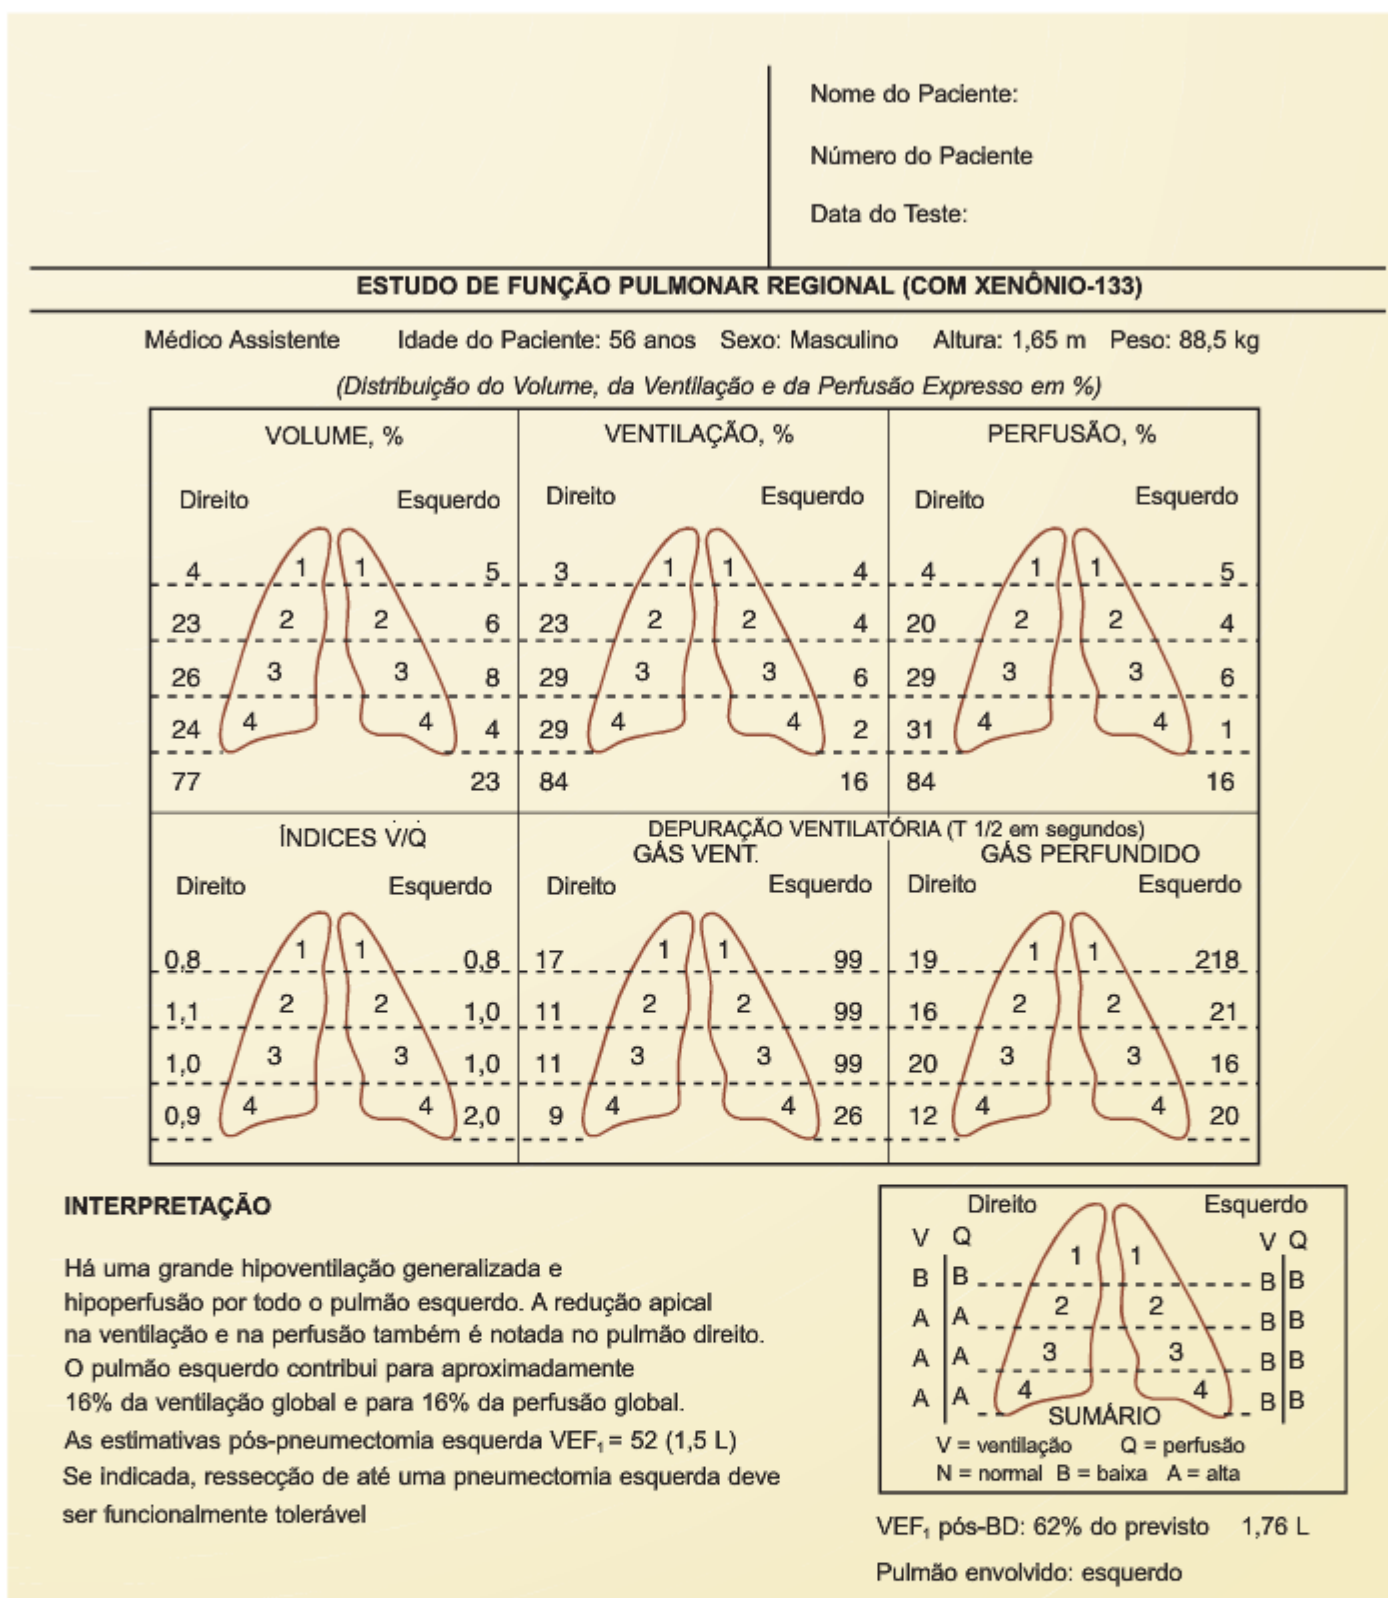 Nome do Paciente:
Número do Paciente
Data do Teste:
ESTUDO DE FUNÇÃO PULMONAR REGIONAL (COM XENÔNIO-133)
Médico Assistente Idade do Paciente: 56 anos Sexo: Masculino Altura: 1,65 m Peso: 88,5 kg
(Distribuição do Volume, da Ventilação e da Perfusão Expresso em %)
VOLUME, %
Direito Esquerdo
4 1 1 5
23 2 2 6
26 3 3 8
24 4 4 4
77 23
VENTILAÇÃO, %
Direito Esquerdo
3 1 1 4
23 2 2 4
29 3 3 6
29 4 4 2
84 16
PERFUSÃO, %
Direito Esquerdo
4 1 1 5
20 2 2 4
29 3 3 6
31 4 4 1
84 16
ÍNDICES V̇/Q̇
Direito Esquerdo
0,8 1 1 0,8
1,1 2 2 1,0
1,0 3 3 1,0
0,9 4 4 2,0
DEPURAÇÃO VENTILATÓRIA (T 1/2 em segundos)
GÁS VENT.
Direito Esquerdo
17 1 1 99
11 2 2 99
11 3 3 99
9 4 4 26
GÁS PERFUNDIDO
Direito Esquerdo
19 1 1 218
16 2 2 21
20 3 3 16
12 4 4 20
INTERPRETAÇÃO
Há uma grande hipoventilação generalizada e
hipoperfusão por todo o pulmão esquerdo. A redução apical
na ventilação e na perfusão também é notada no pulmão direito.
O pulmão esquerdo contribui para aproximadamente
16% da ventilação global e para 16% da perfusão global.
As estimativas pós-pneumectomia esquerda VEF₁ = 52 (1,5 L)
Se indicada, ressecção de até uma pneumectomia esquerda deve
ser funcionalmente tolerável
Direito Esquerdo
V Q V Q
B B 1 1 B B
A A 2 2 B B
A A 3 3 B B
A A 4 4 B B
SUMÁRIO
V = ventilação Q = perfusão
N = normal B = baixa A = alta
VEF₁ pós-BD: 62% do previsto 1,76 L
Pulmão envolvido: esquerdo